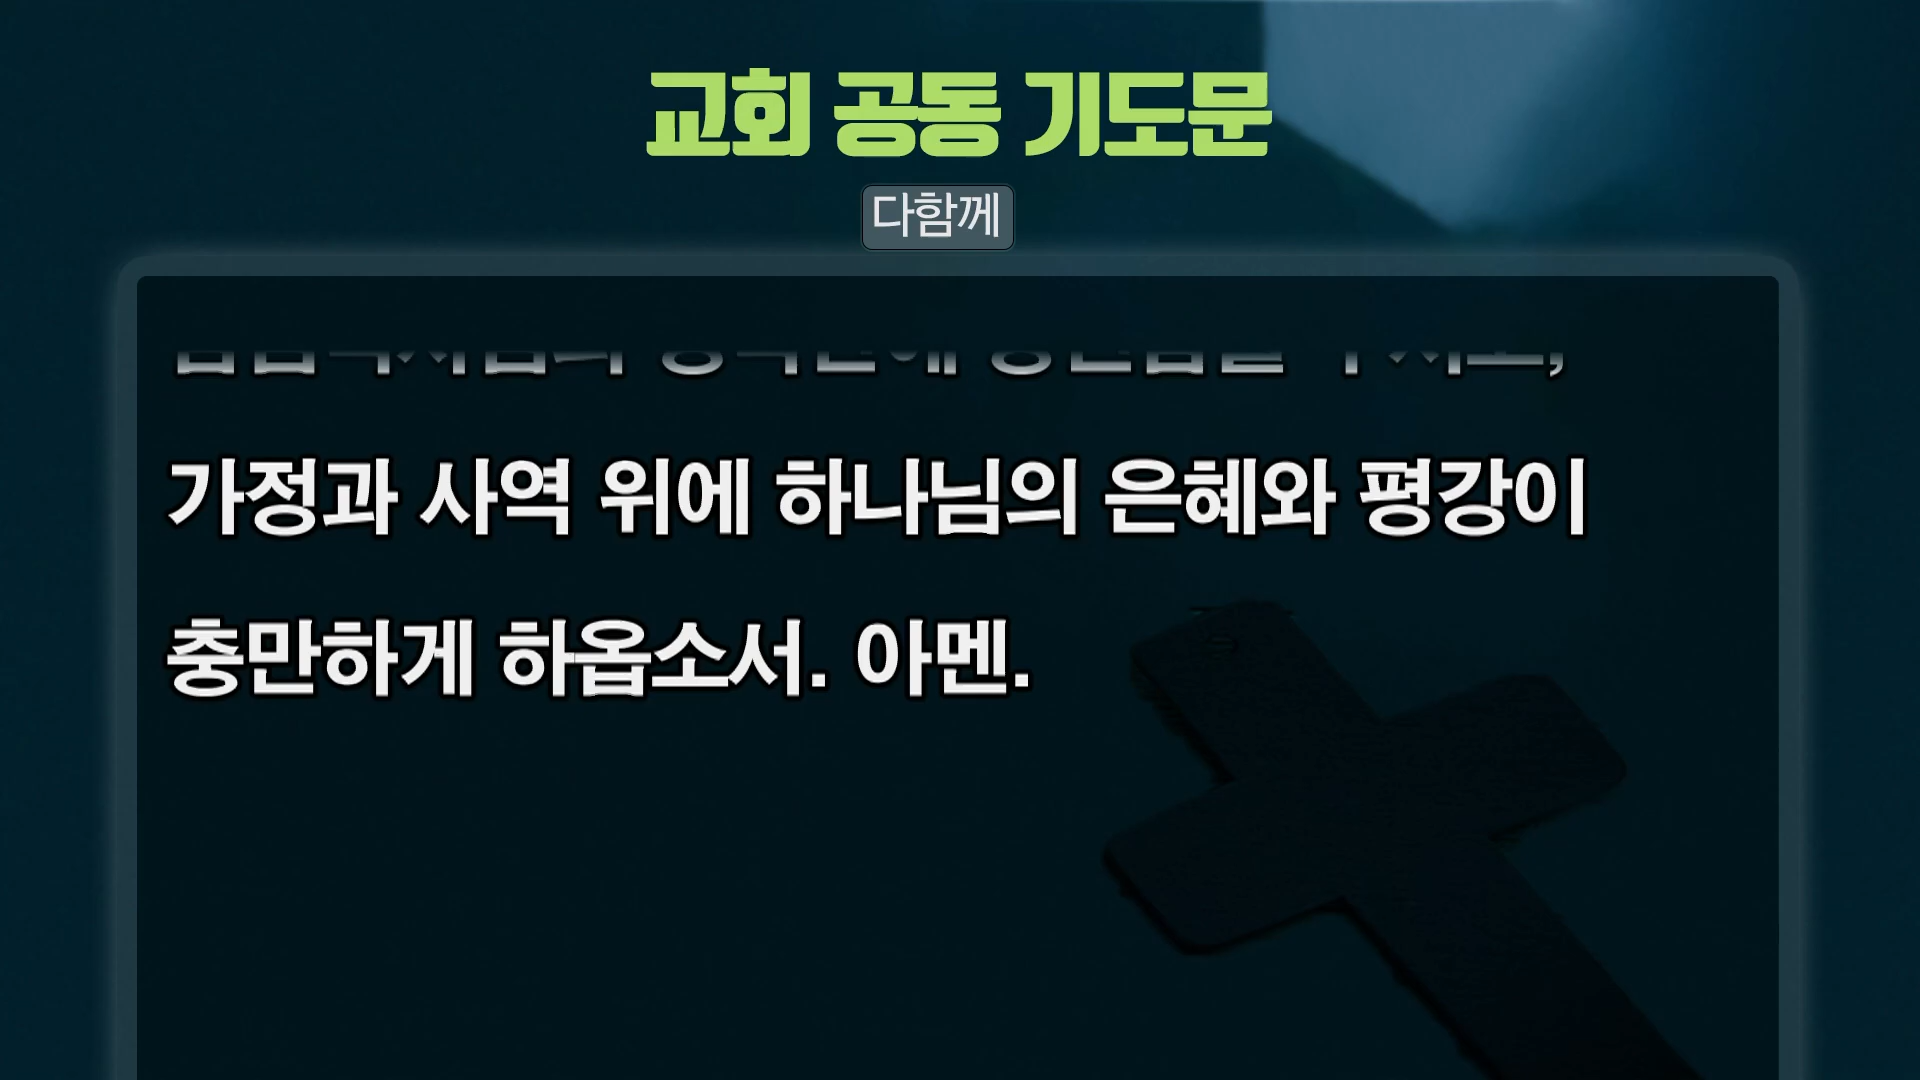 교회 공동 기도문
다함께
가정과 사역 위에 하나님의 은혜와 평강이
충만하게 하옵소서. 아멘.